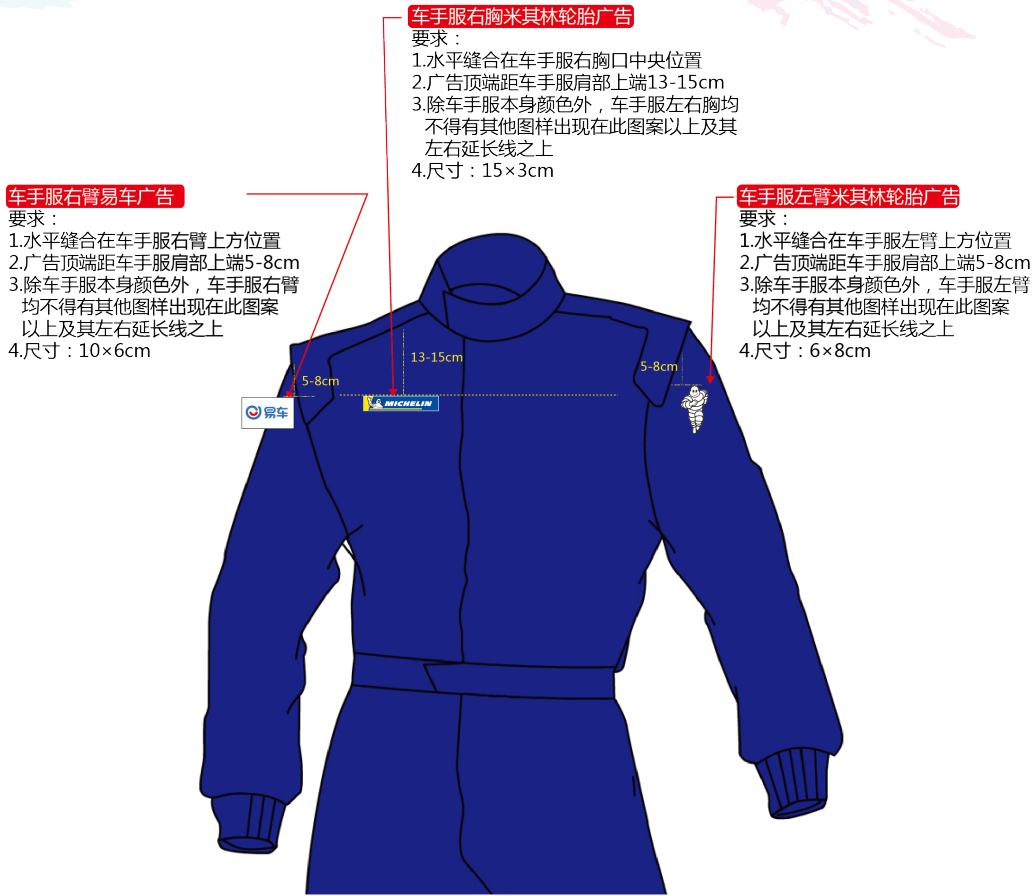 车手服右胸米其林轮胎广告
要求：
1.水平缝合在车手服右胸口中央位置
2.广告顶端距车手服肩部上端13-15cm
3.除车手服本身颜色外，车手服左右胸均
不得有其他图样出现在此图案以上及其
左右延长线之上
4.尺寸：15×3cm
车手服右臂易车广告
要求：
1.水平缝合在车手服右臂上方位置
2.广告顶端距车手服肩部上端5-8cm
3.除车手服本身颜色外，车手服右臂
均不得有其他图样出现在此图案
以上及其左右延长线之上
4.尺寸：10×6cm
车手服左臂米其林轮胎广告
要求：
1.水平缝合在车手服左臂上方位置
2.广告顶端距车手服肩部上端5-8cm
3.除车手服本身颜色外，车手服左臂
均不得有其他图样出现在此图案
以上及其左右延长线之上
4.尺寸：6×8cm
13-15cm
5-8cm
5-8cm
易车
MICHELIN